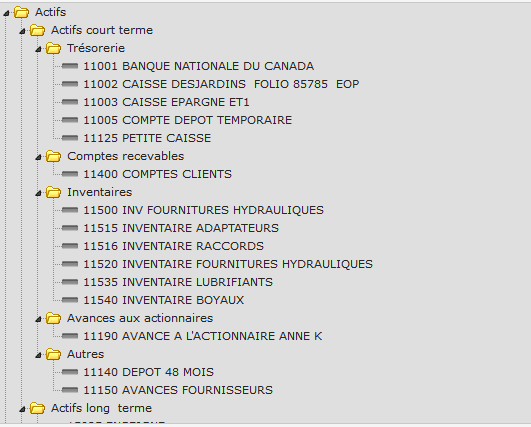 Actifs
Actifs court terme
Trésorerie
11001 BANQUE NATIONALE DU CANADA
11002 CAISSE DESJARDINS FOLIO 85785 EOP
11003 CAISSE EPARGNE ET1
11005 COMPTE DEPOT TEMPORAIRE
11125 PETITE CAISSE
Comptes recevables
11400 COMPTES CLIENTS
Inventaires
11500 INV FOURNITURES HYDRAULIQUES
11515 INVENTAIRE ADAPTATEURS
11516 INVENTAIRE RACCORDS
11520 INVENTAIRE FOURNITURES HYDRAULIQUES
11535 INVENTAIRE LUBRIFIANTS
11540 INVENTAIRE BOYAUX
Avances aux actionnaires
11190 AVANCE A L'ACTIONNAIRE ANNE K
Autres
11140 DEPOT 48 MOIS
11150 AVANCES FOURNISSEURS
Actifs long terme